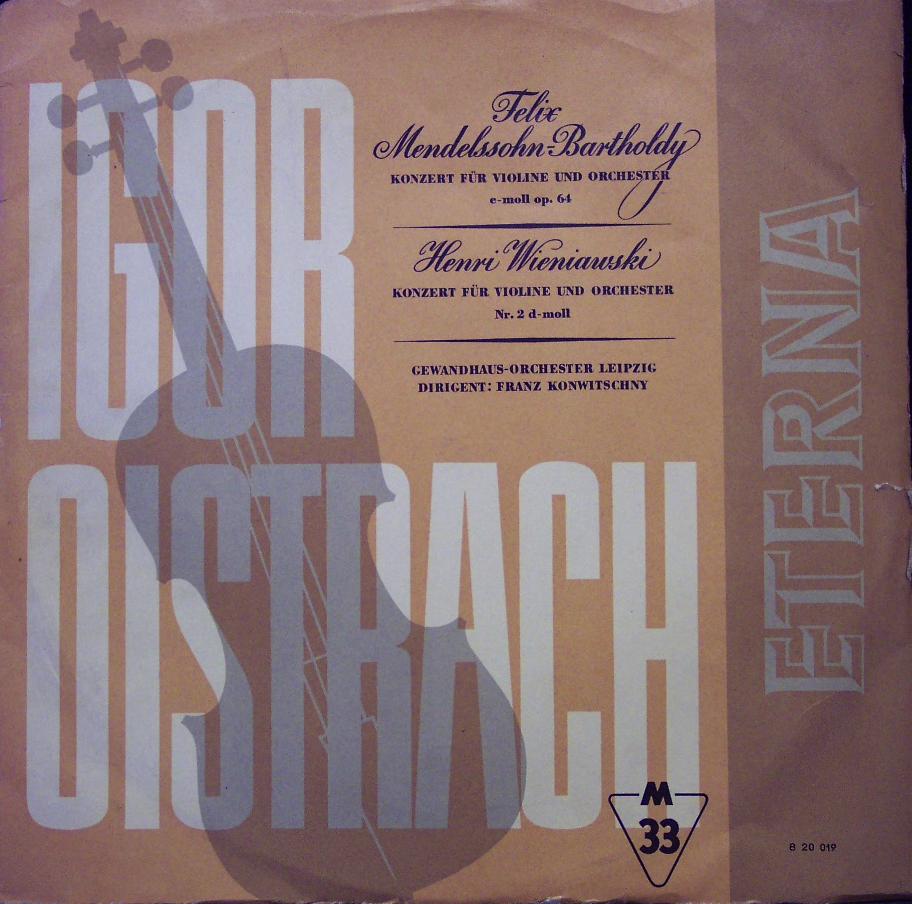 IGOR
OISTRACH
Felix
Mendelssohn-Bartholdy
KONZERT FÜR VIOLINE UND ORCHESTER
e-moll op. 64
Henri Wieniawski
KONZERT FÜR VIOLINE UND ORCHESTER
Nr. 2 d-moll
GEWANDHAUS-ORCHESTER LEIPZIG
DIRIGENT: FRANZ KONWITSCHNY
ETERNA
M
33
8 20 019